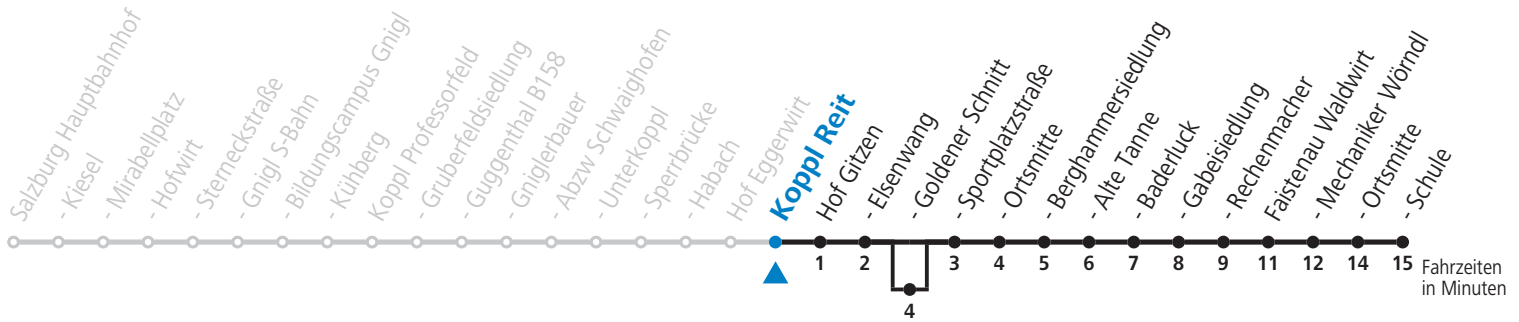 Salzburg Hauptbahnhof
- Kiesel
- Mirabellplatz
- Hofwirt
- Sterneckstraße
- Gnigl S-Bahn
- Bildungscampus Gnigl
- Kühberg
Koppl Professorfeld
- Gruberfeldsiedlung
- Guggenthal B158
- Gniglerbauer
- Abzw Schwaighofen
- Unterkoppl
- Sperrbrücke
- Habach
Hof Eggerwirt
Koppl Reit
Hof Gitzen
- Elsenwang
- Goldener Schnitt
- Sportplatzstraße
- Ortsmitte
- Berghammersiedlung
- Alte Tanne
- Baderluck
- Gabeisiedlung
- Rechenmacher
Faistenau Waldwirt
- Mechaniker Wörndl
- Ortsmitte
- Schule
1 2 3 4 5 6 7 8 9 11 12 14 15
4
Fahrzeiten
in Minuten